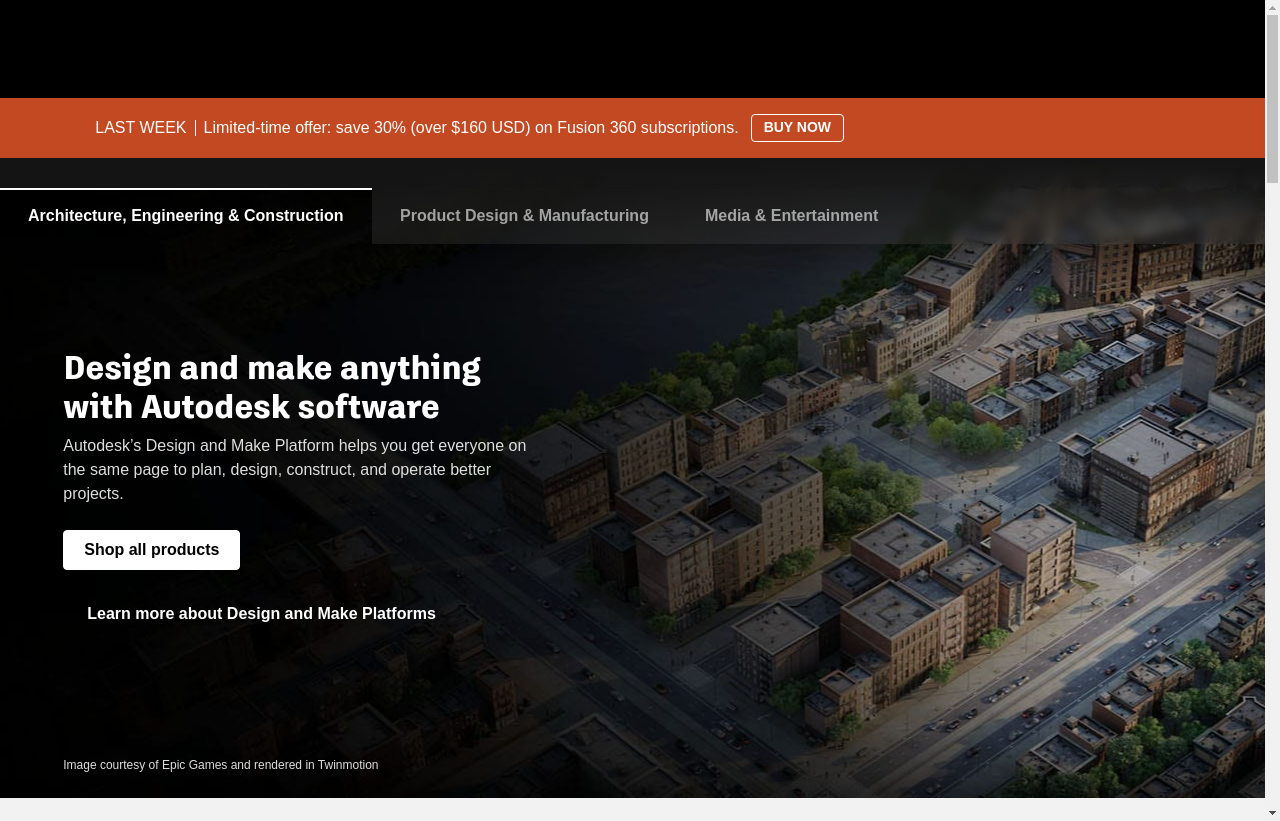 LAST WEEK | Limited-time offer: save 30% (over $160 USD) on Fusion 360 subscriptions. BUY NOW
Architecture, Engineering & Construction Product Design & Manufacturing Media & Entertainment
Design and make anything
with Autodesk software
Autodesk’s Design and Make Platform helps you get everyone on
the same page to plan, design, construct, and operate better
projects.
Shop all products
Learn more about Design and Make Platforms
Image courtesy of Epic Games and rendered in Twinmotion